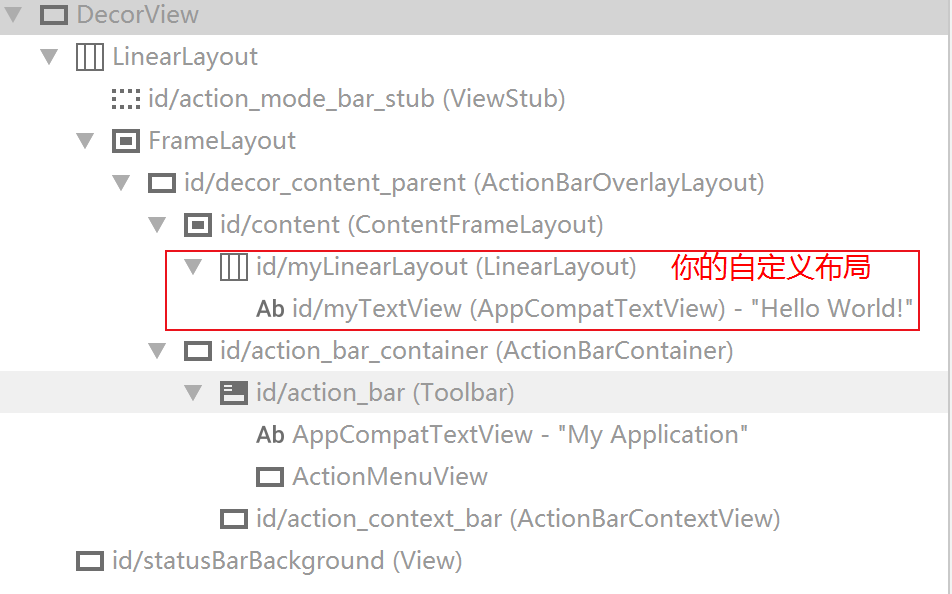 DecorView
LinearLayout
id/action_mode_bar_stub (ViewStub)
FrameLayout
id/decor_content_parent (ActionBarOverlayLayout)
id/content (ContentFrameLayout)
id/myLinearLayout (LinearLayout) 你的自定义布局
Ab id/myTextView (AppCompatTextView) - "Hello World!"
id/action_bar_container (ActionBarContainer)
id/action_bar (Toolbar)
Ab AppCompatTextView - "My Application"
ActionMenuView
id/action_context_bar (ActionBarContextView)
id/statusBarBackground (View)